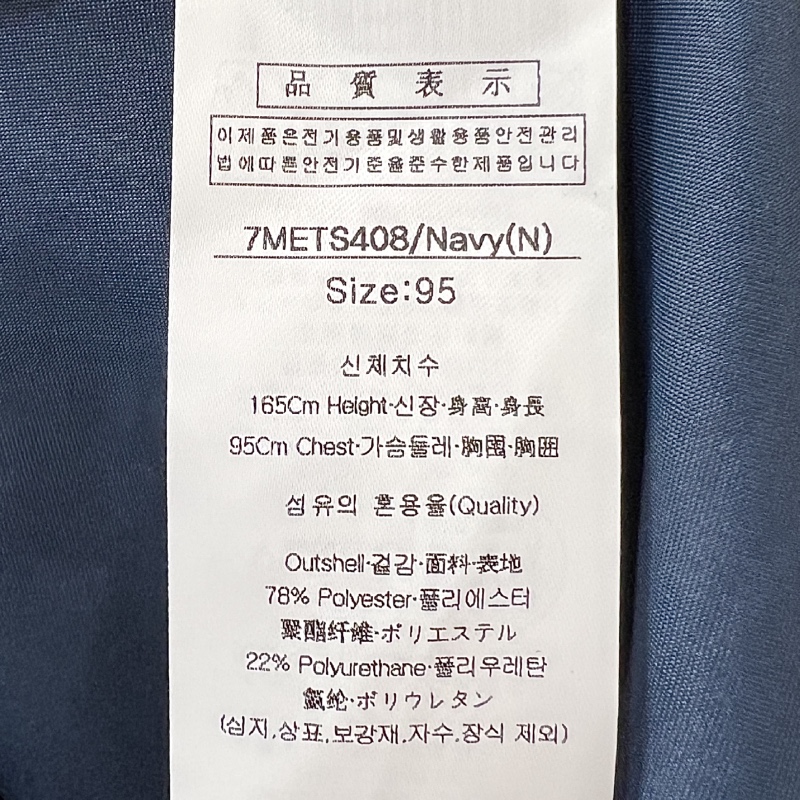 品質表示
이제품은전기용품및생활용품안전관리
법에따른안전기준을준수한제품입니다
7METS408/Navy(N)
Size:95
신체치수
165Cm Height·신장·身高·身長
95Cm Chest·가슴둘레·胸围·胸囲
섬유의 혼용율(Quality)
Outshell·겉감·面料·表地
78% Polyester·폴리에스터
聚酯纤维·ポリエステル
22% Polyurethane·폴리우레탄
氨纶·ポリウレタン
(심지,상표,보강재,자수,장식 제외)